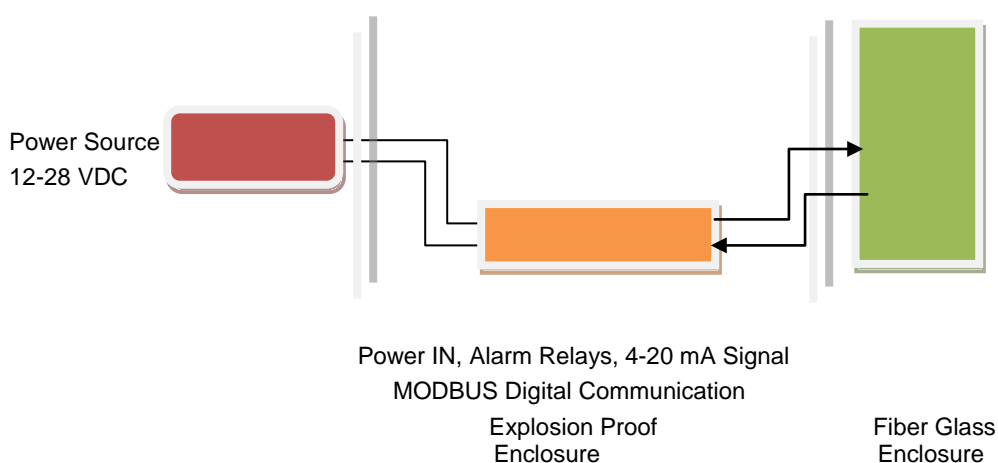 Power Source
12-28 VDC
Power IN, Alarm Relays, 4-20 mA Signal
MODBUS Digital Communication
Explosion Proof
Enclosure
Fiber Glass
Enclosure